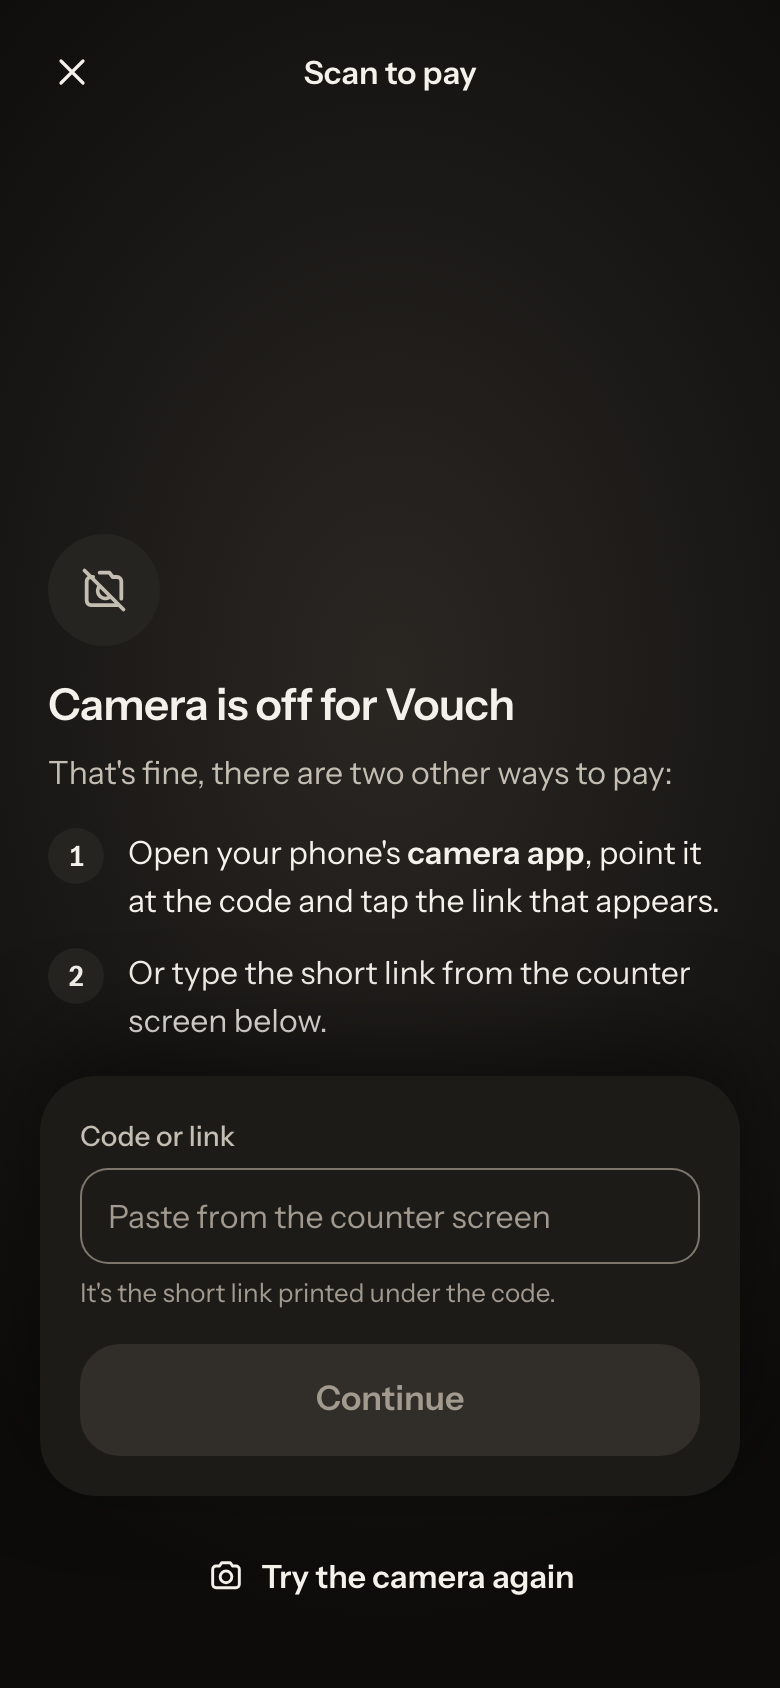 Scan to pay
Camera is off for Vouch
That's fine, there are two other ways to pay:
1 Open your phone's camera app, point it
at the code and tap the link that appears.
2 Or type the short link from the counter
screen below.
Code or link
Paste from the counter screen
It's the short link printed under the code.
Continue
Try the camera again